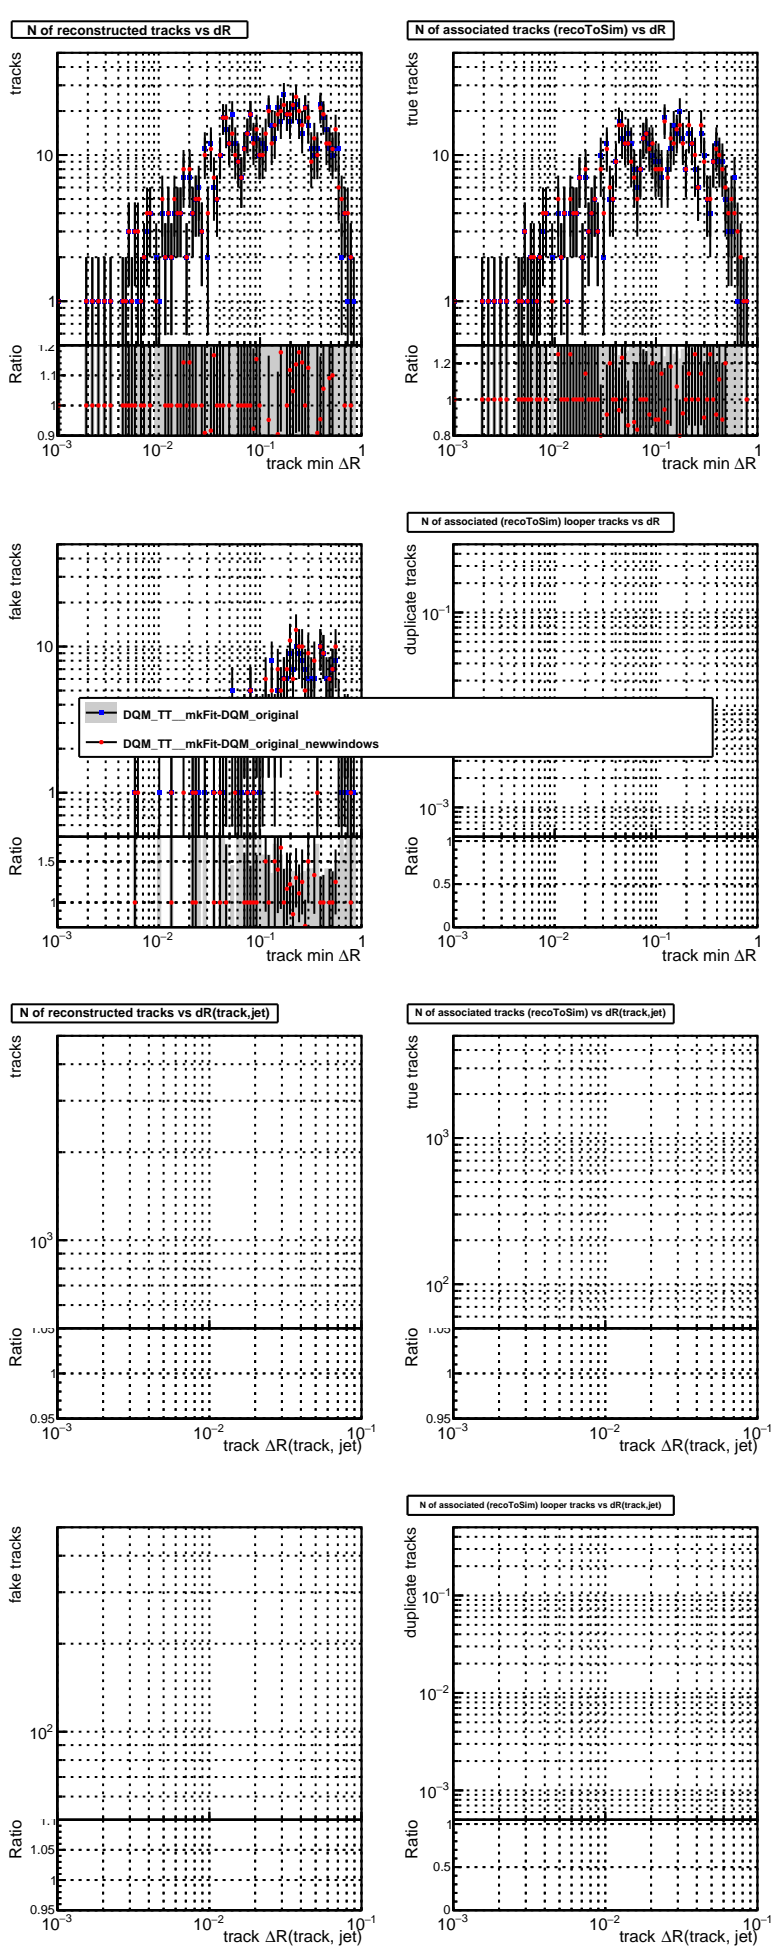 N of reconstructed tracks vs dR
tracks
10
1
Ratio
1.2
1.1
1
0.9
10−3
10−2
10−1
1
track min ΔR
N of associated tracks (recoToSim) vs dR
true tracks
10
1
Ratio
1.2
1
0.8
10−3
10−2
10−1
1
track min ΔR
fake tracks
10
1
Ratio
1.5
1
10−3
10−2
10−1
1
track min ΔR
N of associated (recoToSim) looper tracks vs dR
duplicate tracks
10−1
10−3
Ratio
1
0.5
0
10−3
10−2
10−1
1
track min ΔR
DQM_TT__mkFit-DQM_original
DQM_TT__mkFit-DQM_original_newwindows
N of reconstructed tracks vs dR(track,jet)
tracks
103
Ratio
1.05
1
0.95
10−3
10−2
10−1
track ΔR(track, jet)
N of associated tracks (recoToSim) vs dR(track,jet)
true tracks
103
102
Ratio
1.05
1
0.95
10−3
10−2
10−1
track ΔR(track, jet)
fake tracks
102
Ratio
1.1
1.05
1
0.95
10−3
10−2
10−1
track ΔR(track, jet)
N of associated (recoToSim) looper tracks vs dR(track,jet)
duplicate tracks
10−1
10−2
10−3
Ratio
1
0.5
0
10−3
10−2
10−1
track ΔR(track, jet)